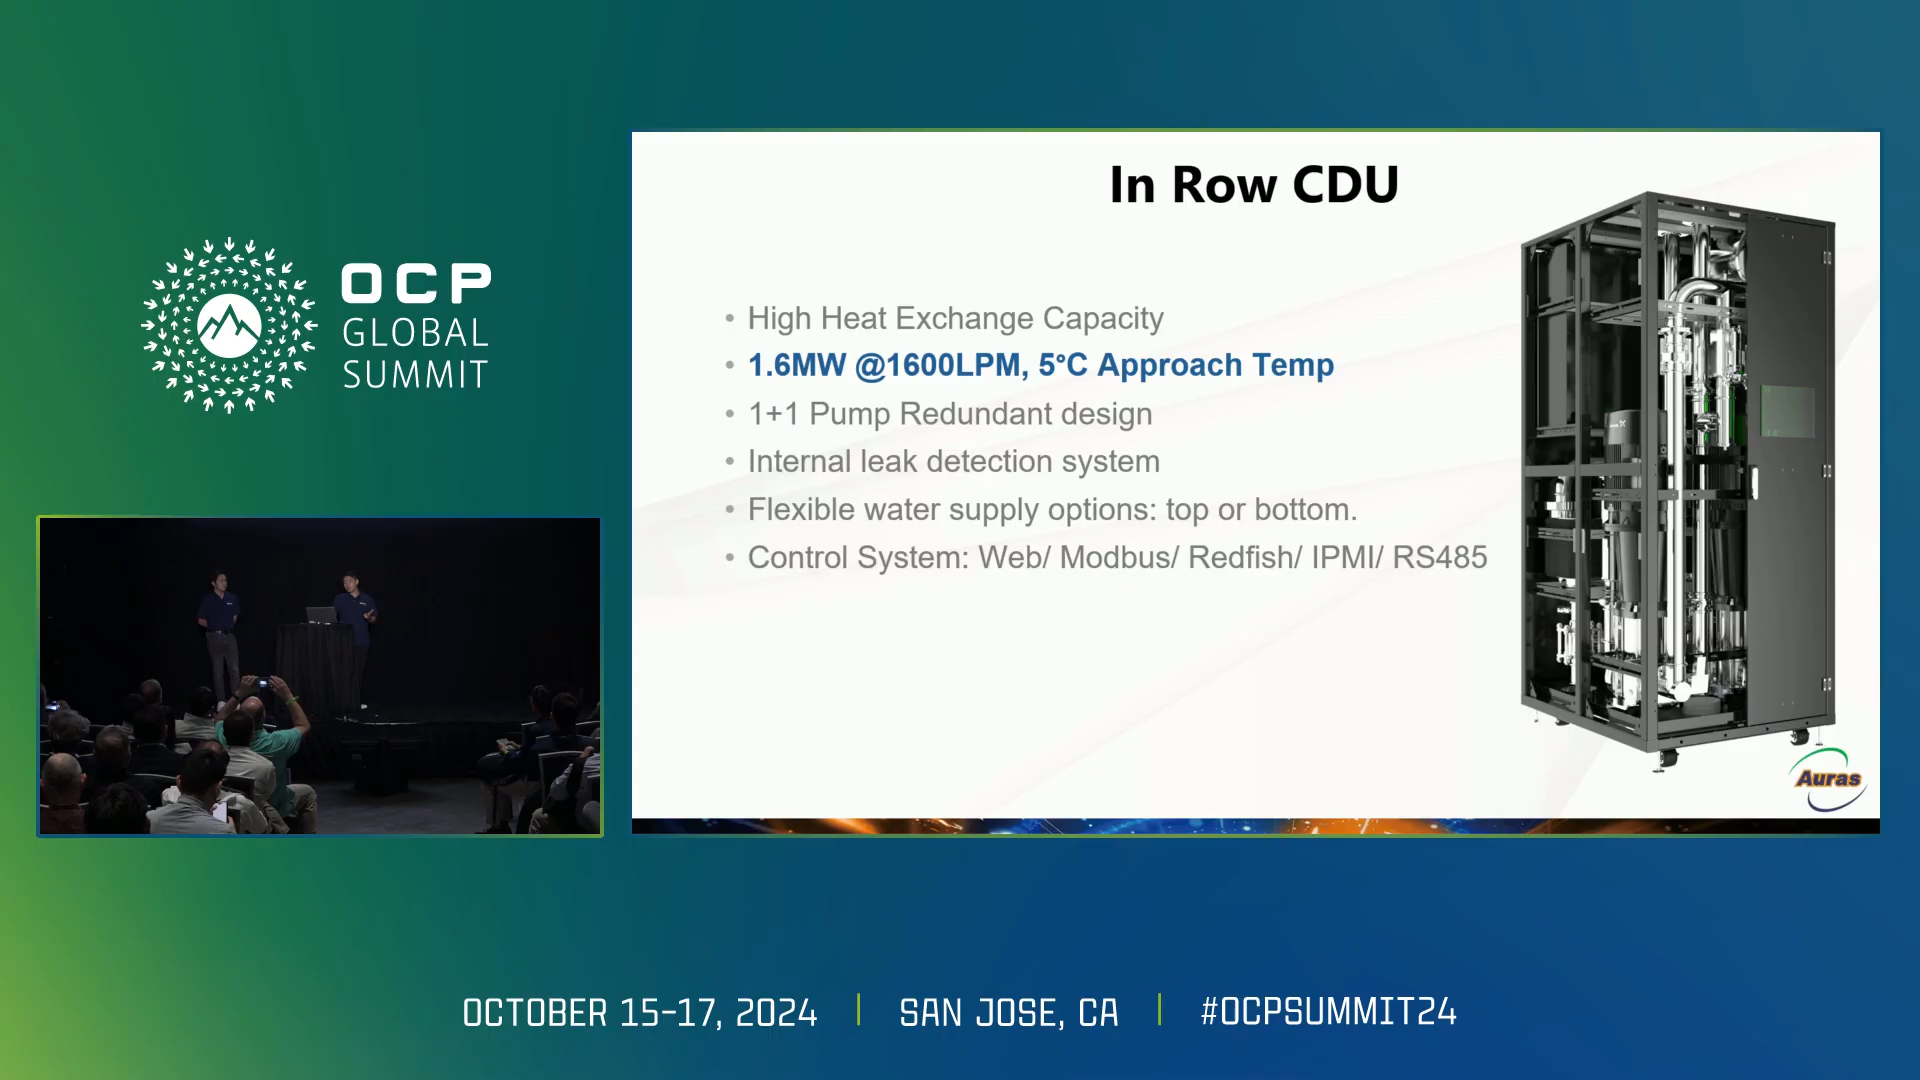 OCP
GLOBAL
SUMMIT
In Row CDU
• High Heat Exchange Capacity
• 1.6MW @1600LPM, 5°C Approach Temp
• 1+1 Pump Redundant design
• Internal leak detection system
• Flexible water supply options: top or bottom.
• Control System: Web/ Modbus/ Redfish/ IPMI/ RS485
Auras
OCTOBER 15-17, 2024 | SAN JOSE, CA | #OCPSUMMIT24